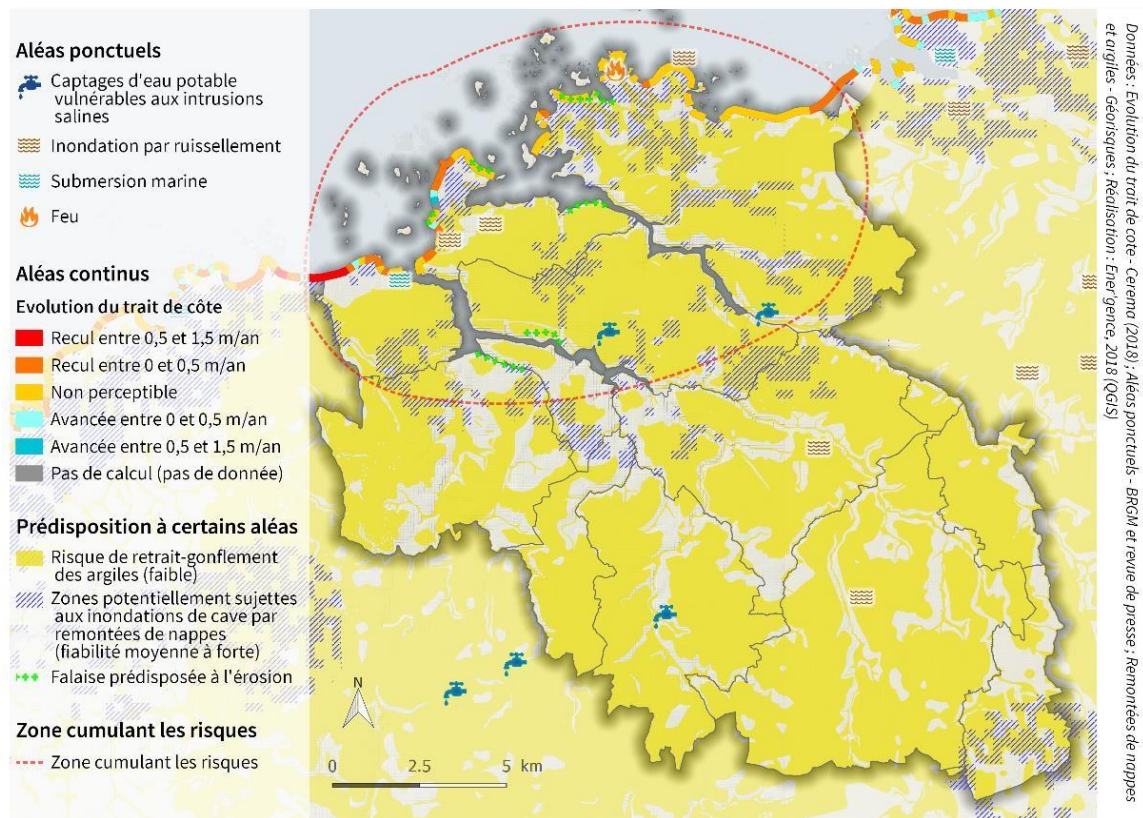 Aléas ponctuels
Captages d'eau potable
vulnérables aux intrusions
salines
Inondation par ruissellement
Submersion marine
Feu
Aléas continus
Evolution du trait de côte
Recul entre 0,5 et 1,5 m/an
Recul entre 0 et 0,5 m/an
Non perceptible
Avancée entre 0 et 0,5 m/an
Avancée entre 0,5 et 1,5 m/an
Pas de calcul (pas de donnée)
Prédisposition à certains aléas
Risque de retrait-gonflement
des argiles (faible)
Zones potentiellement sujettes
aux inondations de cave par
remontées de nappes
(fiabilité moyenne à forte)
Falaise prédisposée à l'érosion
Zone cumulant les risques
Zone cumulant les risques
N
0 2.5 5 km
Données : Evolution du trait de cote - Cerema (2018) ; Aléas ponctuels - BRGM et revue de presse ; Remontées de nappes
et argiles - Géorisques ; Réalisation : Ener'gence, 2018 (QGIS)